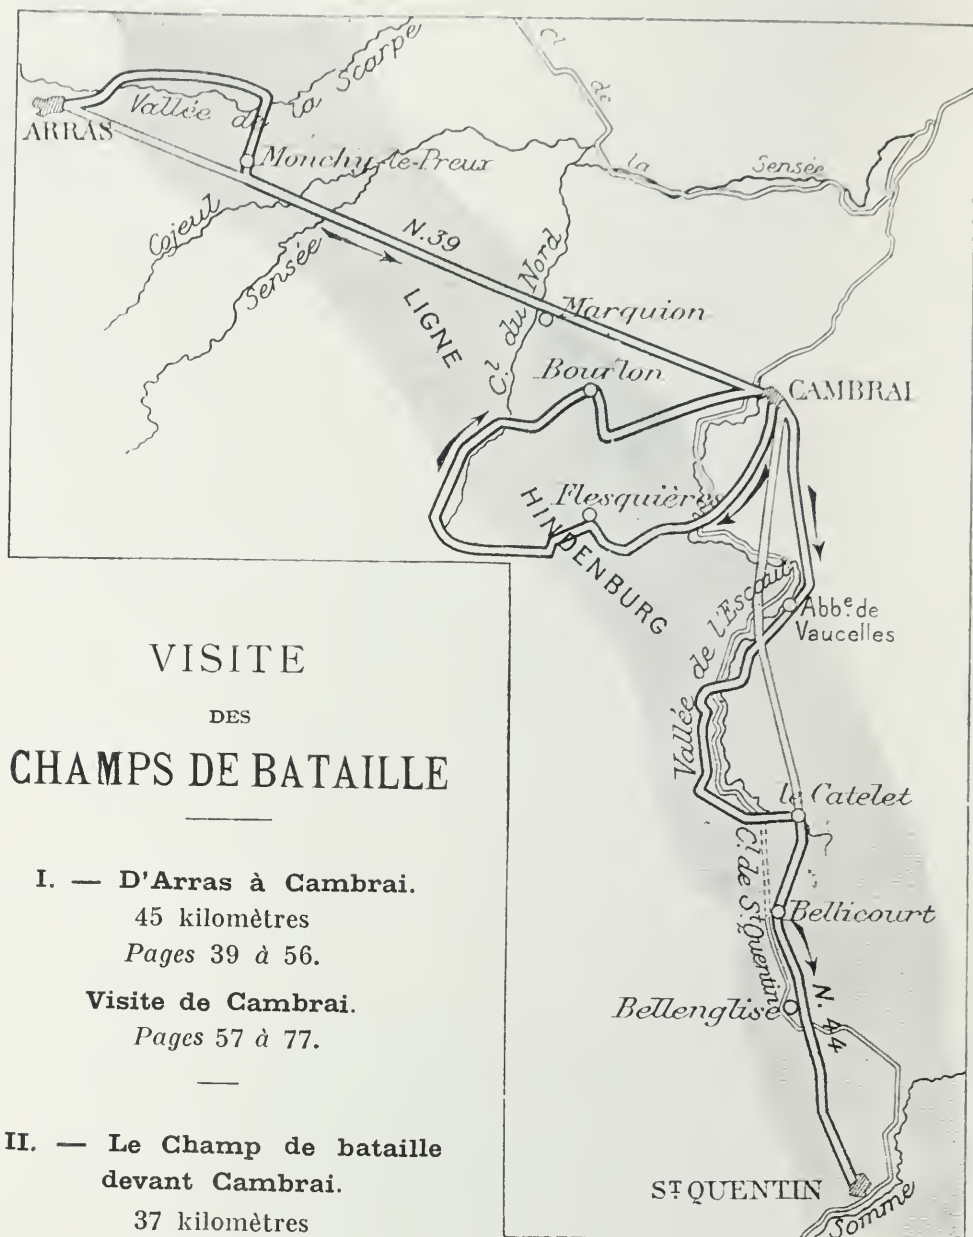 ARRAS
Vallée de la Scarpe
Monchy-le-Preux
Cojeul
Sensée
N.39
Cl de la Sensée
LIGNE
Cl. du Nord
Marquion
Bourlon
CAMBRAI
Flesquières
HINDENBURG
Vallée de l'Escaut
Abbe. de
Vaucelles
le Catelet
Cl. de St Quentin
Bellicourt
Bellenglise
N. 44
ST QUENTIN
Somme
VISITE
DES
CHAMPS DE BATAILLE
I. — D'Arras à Cambrai.
45 kilomètres
Pages 39 à 56.
Visite de Cambrai.
Pages 57 à 77.
II. — Le Champ de bataille
devant Cambrai.
37 kilomètres